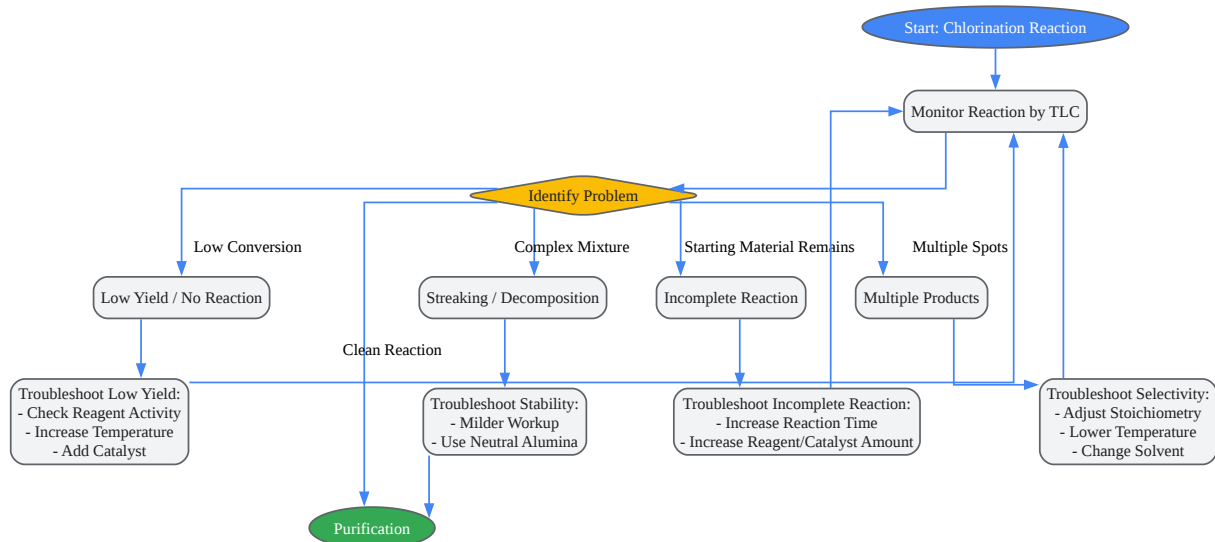 Start: Chlorination Reaction
Monitor Reaction by TLC
Identify Problem
Low Conversion
Complex Mixture
Starting Material Remains
Multiple Spots
Low Yield / No Reaction
Streaking / Decomposition
Incomplete Reaction
Multiple Products
Clean Reaction
Troubleshoot Low Yield:
- Check Reagent Activity
- Increase Temperature
- Add Catalyst
Troubleshoot Stability:
- Milder Workup
- Use Neutral Alumina
Troubleshoot Incomplete Reaction:
- Increase Reaction Time
- Increase Reagent/Catalyst Amount
Troubleshoot Selectivity:
- Adjust Stoichiometry
- Lower Temperature
- Change Solvent
Purification